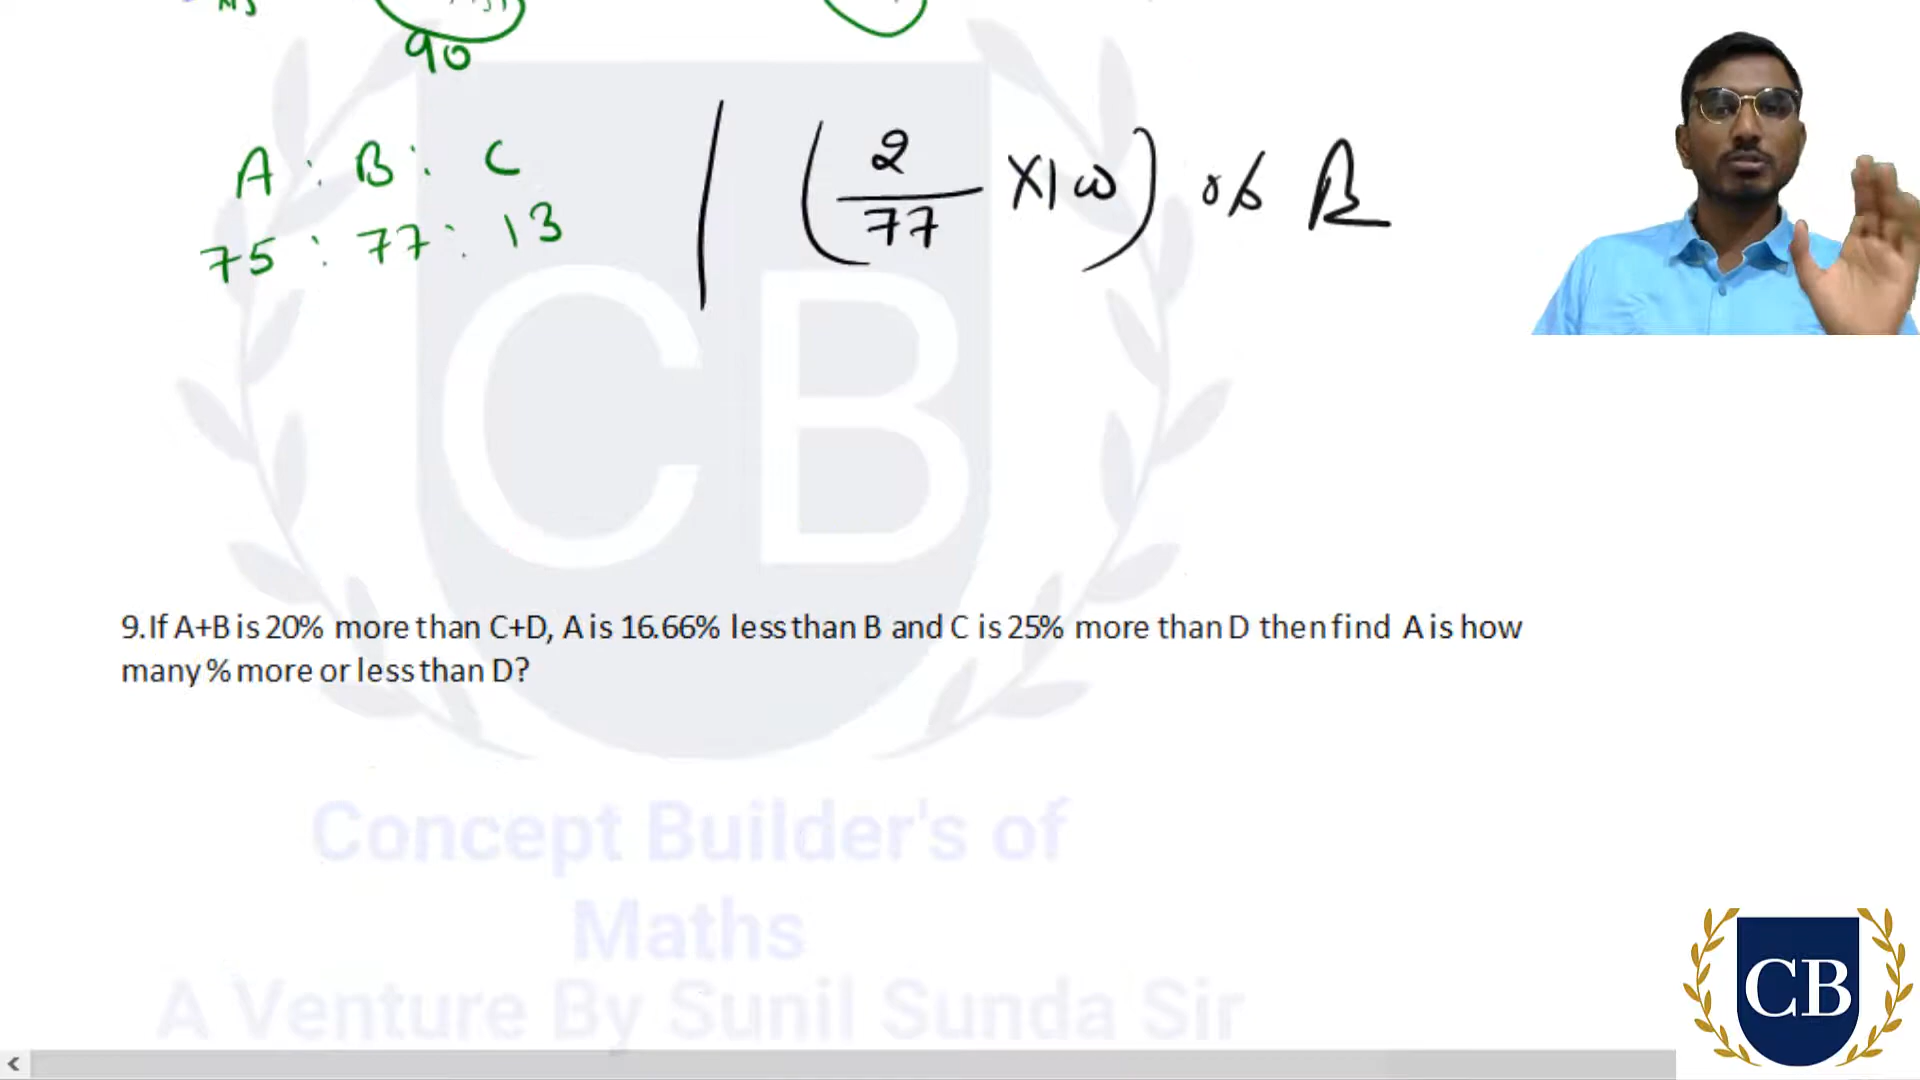 90
A : B : C
75 : 77 : 13
( 2/77 × 100 ) % B
CB
9.If A+B is 20% more than C+D, A is 16.66% less than B and C is 25% more than D then find A is how
many % more or less than D?
Concept Builder's of
Maths
A Venture By Sunil Sunda Sir
CB